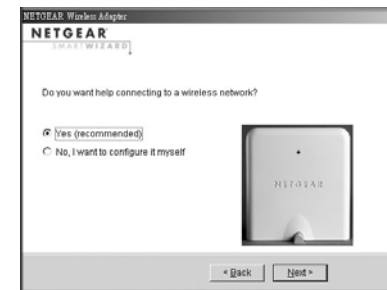 NETGEAR Wireless Adapter
NETGEAR
SMARTWIZARD
Do you want help connecting to a wireless network?
Yes (recommended)
No, I want to configure it myself
NETGEAR
< Back
Next >